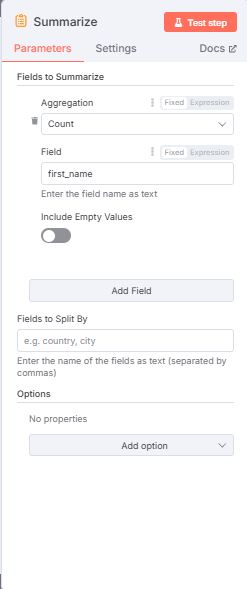 Summarize
Test step
Parameters
Settings
Docs
Fields to Summarize
Aggregation
Fixed
Expression
Count
Field
Fixed
Expression
first_name
Enter the field name as text
Include Empty Values
Add Field
Fields to Split By
e.g. country, city
Enter the name of the fields as text (separated by
commas)
Options
No properties
Add option